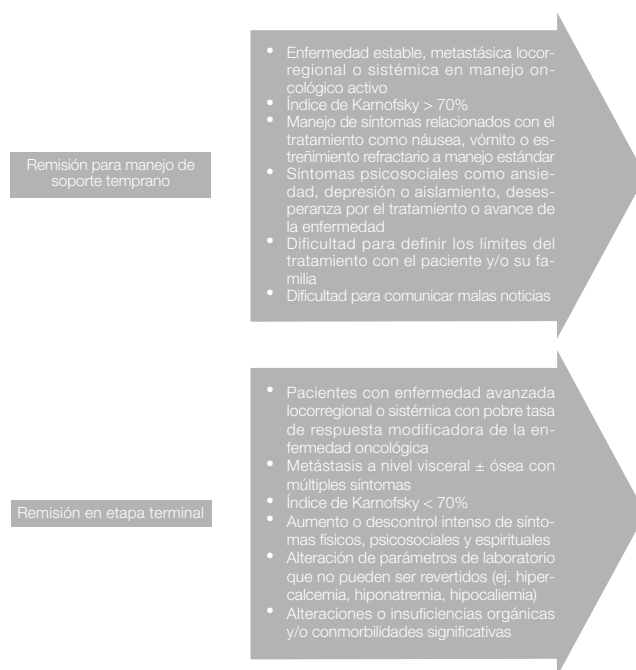 Remisión para manejo de
soporte temprano
• Enfermedad estable, metastásica locor-
regional o sistémica en manejo on-
cológico activo
• Índice de Karnofsky > 70%
• Manejo de síntomas relacionados con el
tratamiento como náusea, vómito o es-
treñimiento refractario a manejo estándar
• Síntomas psicosociales como ansie-
dad, depresión o aislamiento, deses-
peranza por el tratamiento o avance de
la enfermedad
• Dificultad para definir los límites del
tratamiento con el paciente y/o su fa-
milia
• Dificultad para comunicar malas noticias
Remisión en etapa terminal
• Pacientes con enfermedad avanzada
locorregional o sistémica con pobre tasa
de respuesta modificadora de la en-
fermedad oncológica
• Metástasis a nivel visceral ± ósea con
múltiples síntomas
• Índice de Karnofsky < 70%
• Aumento o descontrol intenso de sínto-
mas físicos, psicosociales y espirituales
• Alteración de parámetros de laboratorio
que no pueden ser revertidos (ej. hiper-
calcemia, hiponatremia, hipocaliemia)
• Alteraciones o insuficiencias orgánicas
y/o conmorbilidades significativas